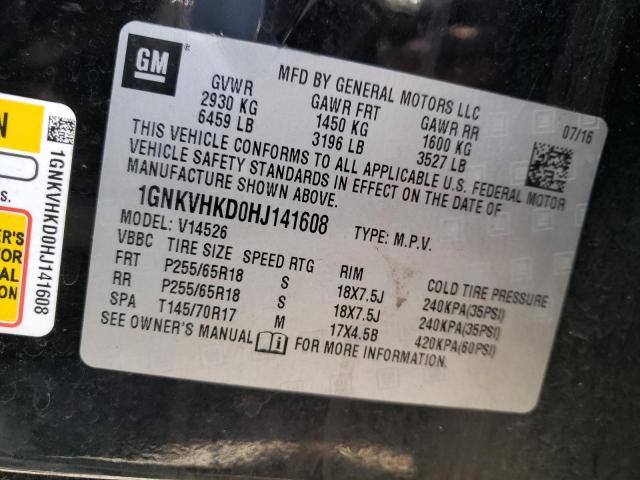 GM
MFD BY GENERAL MOTORS LLC
GVWR GAWR FRT GAWR RR 07/16
2930 KG 1450 KG 1600 KG
6459 LB 3196 LB 3527 LB
THIS VEHICLE CONFORMS TO ALL APPLICABLE U.S. FEDERAL MOTOR
VEHICLE SAFETY STANDARDS IN EFFECT ON THE DATE OF
MANUFACTURE SHOWN ABOVE.
1GNKVHKD0HJ141608 TYPE: M.P.V.
MODEL: V14526
VBBC TIRE SIZE SPEED RTG RIM COLD TIRE PRESSURE
FRT P255/65R18 S 18X7.5J 240KPA(35PSI)
RR P255/65R18 S 18X7.5J 240KPA(35PSI)
SPA T145/70R17 M 17X4.5B 420KPA(60PSI)
SEE OWNER'S MANUAL FOR MORE INFORMATION.
1GNKVHKD0HJ141608